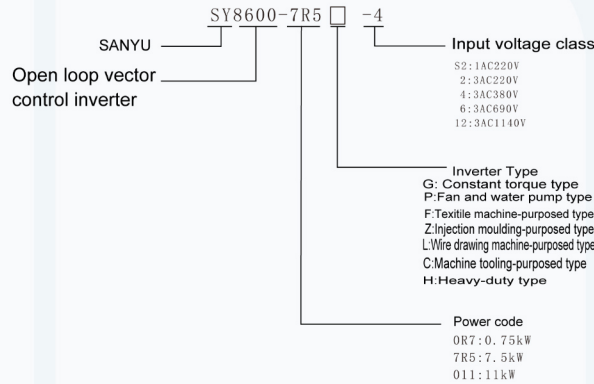 SY8600-7R5□ -4
SANYU
Open loop vector
control inverter
Input voltage class
S2:1AC220V
2:3AC220V
4:3AC380V
6:3AC690V
12:3AC1140V
Inverter Type
G: Constant torque type
P:Fan and water pump type
F:Texitile machine-purposed type
Z:Injection moulding-purposed type
L:Wire drawing machine-purposed type
C:Machine tooling-purposed type
H:Heavy-duty type
Power code
0R7:0.75kW
7R5:7.5kW
011:11kW